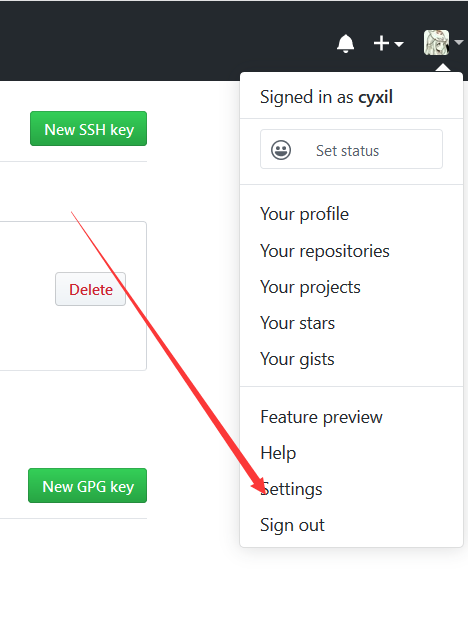 Signed in as cyxil
New SSH key
Set status
Your profile
Your repositories
Delete
Your projects
Your stars
Your gists
Feature preview
Help
New GPG key
Settings
Sign out